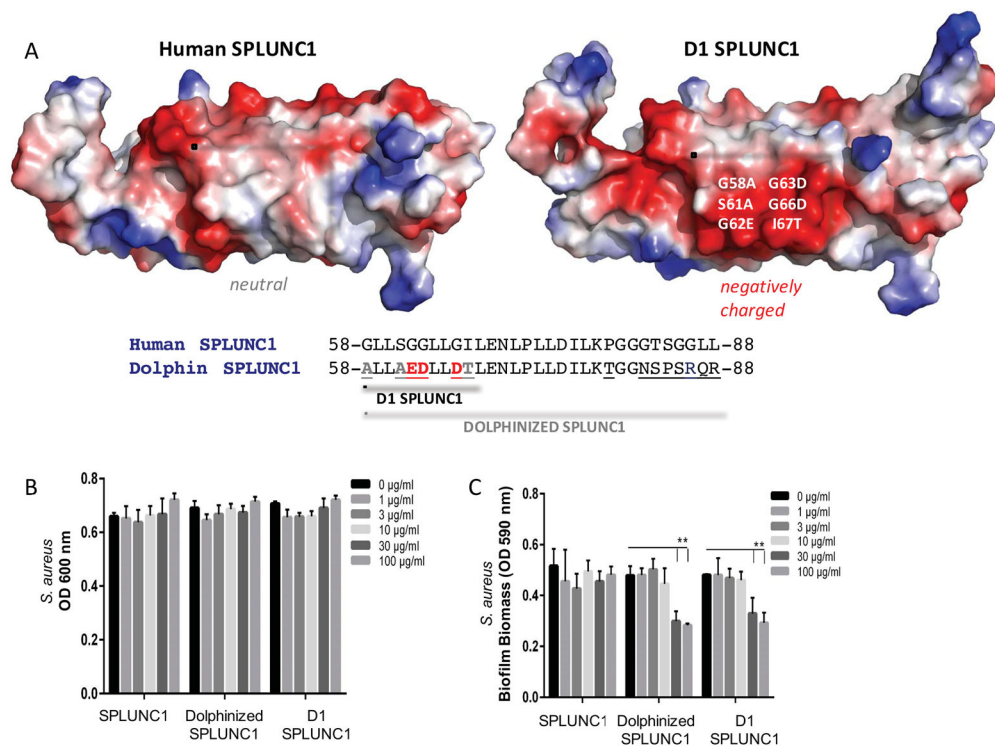 A
Human SPLUNC1
D1 SPLUNC1
G58A G63D
S61A G66D
G62E I67T
neutral
negatively
charged
Human SPLUNC1 58-GLLSGGLLGILENLPLLDILKPGGGTSGGLL-88
Dolphin SPLUNC1 58-ALLAEDLLDTLENLPLLDILKTGGNSPSRQR-88
D1 SPLUNC1
DOLPHINIZED SPLUNC1
B
S. aureus
OD 600 nm
0.8
0.6
0.4
0.2
0.0
SPLUNC1
Dolphinized
SPLUNC1
D1
SPLUNC1
0 µg/ml
1 µg/ml
3 µg/ml
10 µg/ml
30 µg/ml
100 µg/ml
C
S. aureus
Biofilm Biomass (OD 590 nm)
0.8
0.6
0.4
0.2
0.0
**
**
SPLUNC1
Dolphinized
SPLUNC1
D1
SPLUNC1
0 µg/ml
1 µg/ml
3 µg/ml
10 µg/ml
30 µg/ml
100 µg/ml